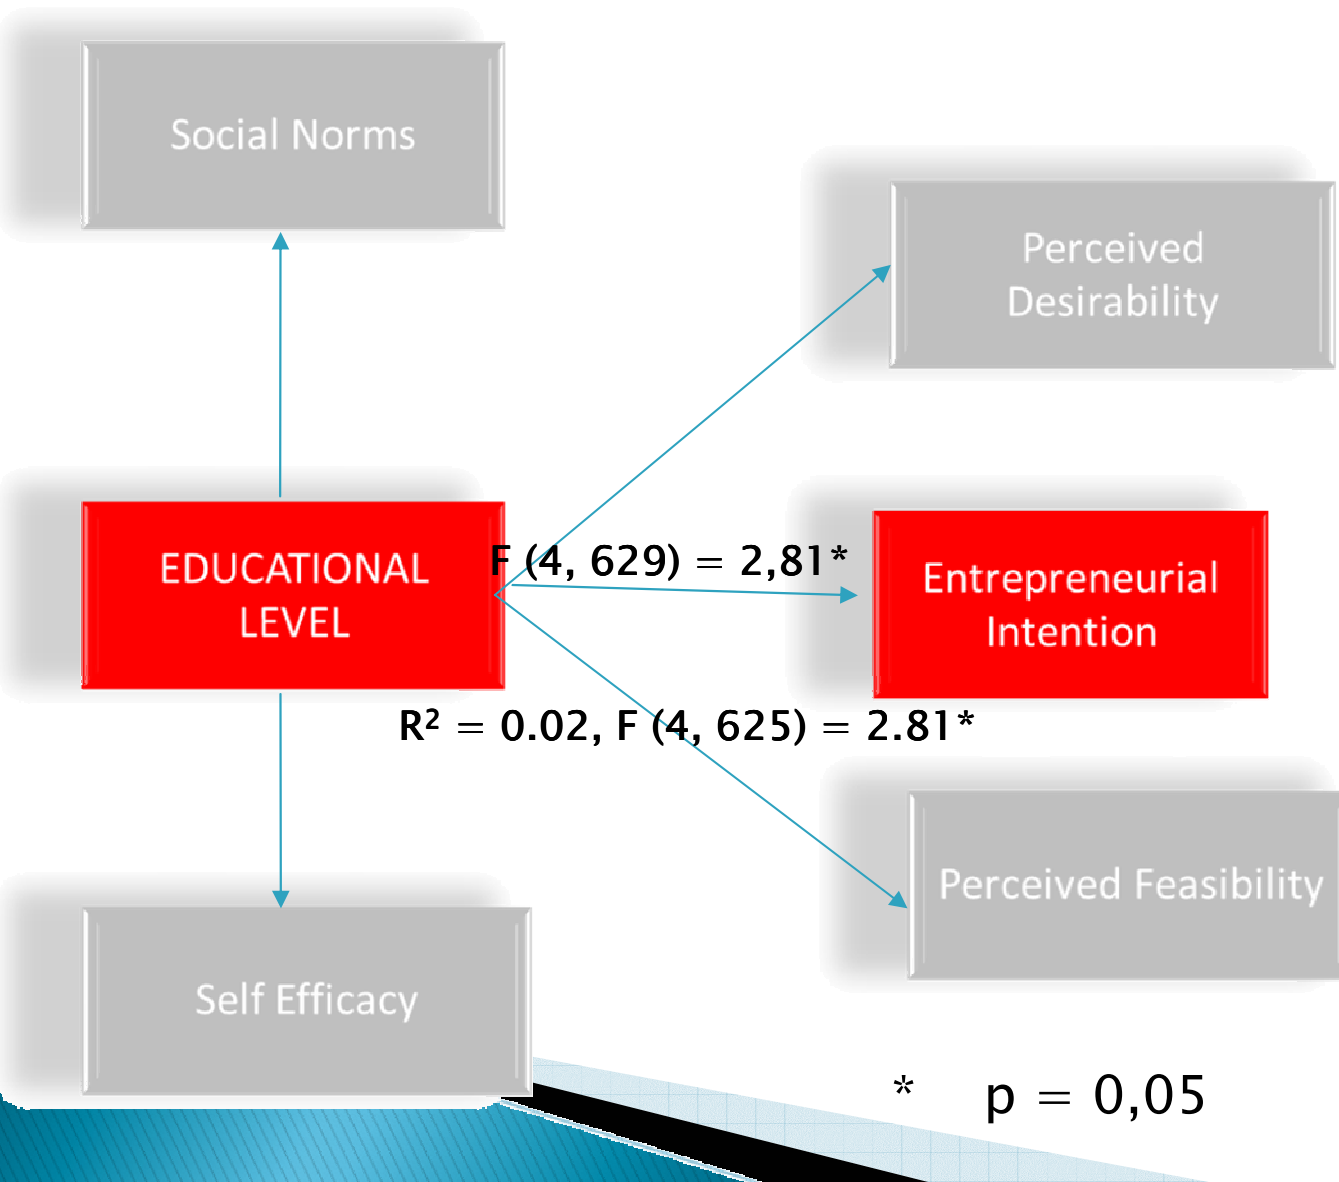 Social Norms
Perceived
Desirability
EDUCATIONAL
LEVEL
F (4, 629) = 2,81*
Entrepreneurial
Intention
R² = 0.02, F (4, 625) = 2.81*
Perceived Feasibility
Self Efficacy
* p = 0,05